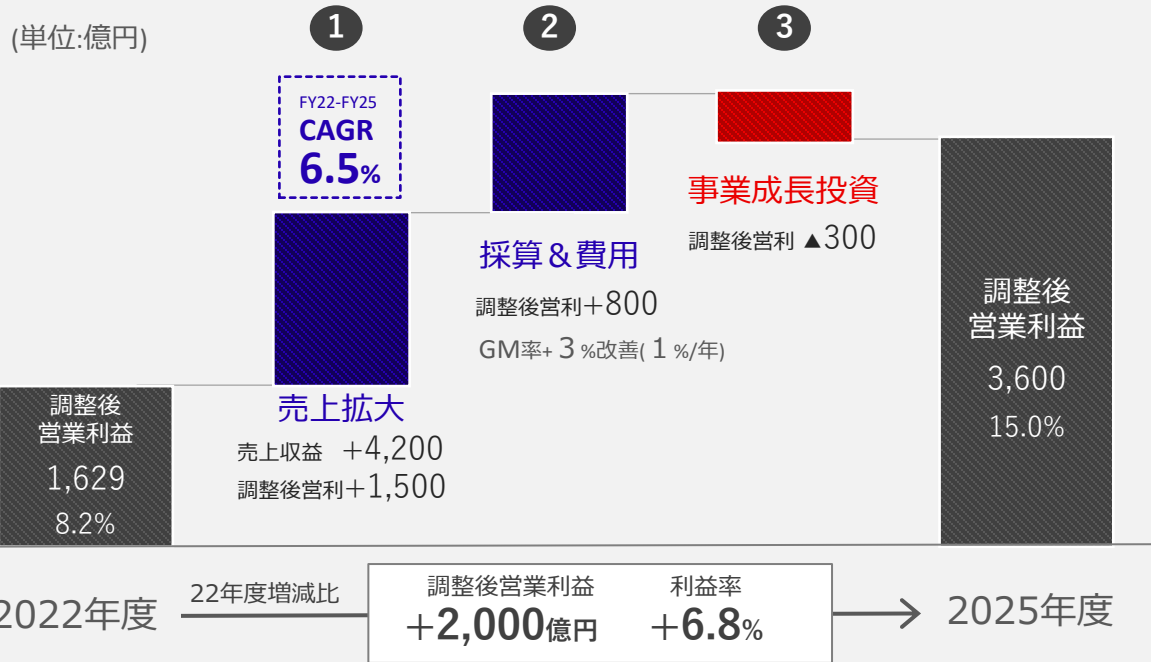 (単位:億円)
1
2
3
FY22-FY25
CAGR
6.5%
売上拡大
売上収益 +4,200
調整後営利+1,500
採算&費用
調整後営利+800
GM率+ 3 %改善( 1 %/年)
事業成長投資
調整後営利 ▲300
調整後
営業利益
1,629
8.2%
調整後
営業利益
3,600
15.0%
2022年度
22年度増減比
調整後営業利益
+2,000億円
利益率
+6.8%
2025年度